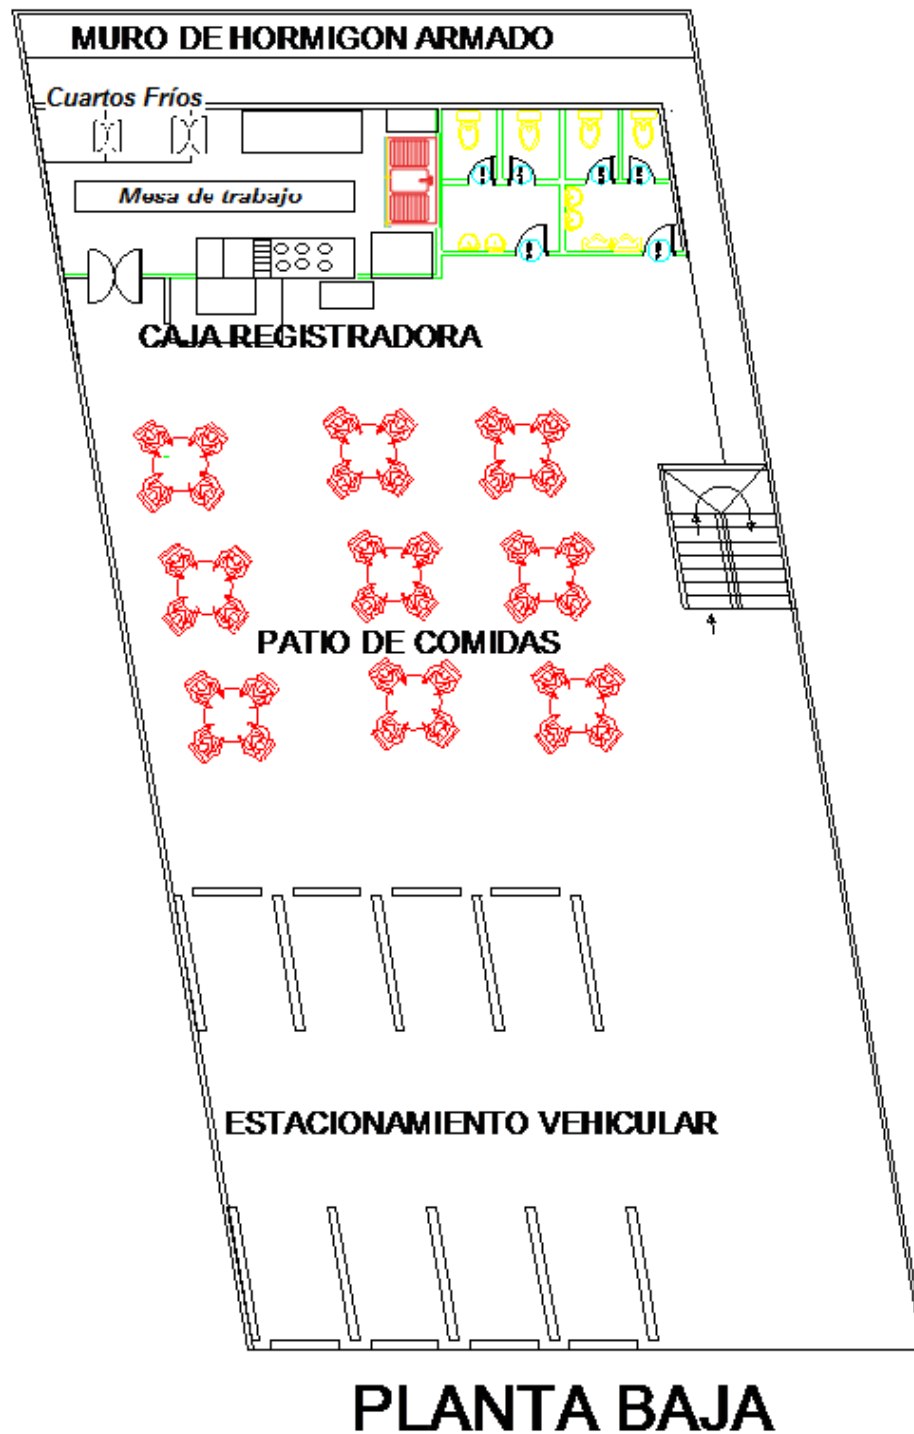 MURO DE HORMIGON ARMADO
Cuartos Fríos
Mesa de trabajo
CAJA REGISTRADORA
PATIO DE COMIDAS
ESTACIONAMIENTO VEHICULAR
PLANTA BAJA